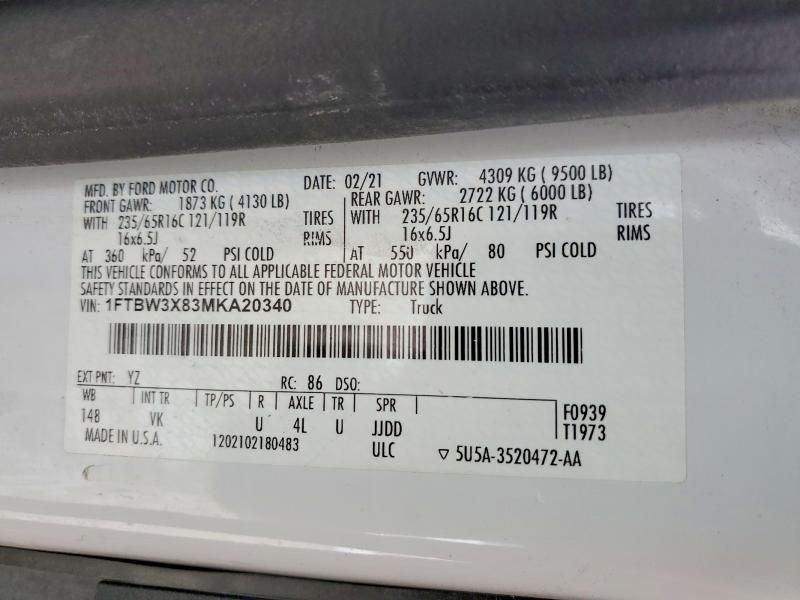 MFD. BY FORD MOTOR CO. DATE: 02/21 GVWR: 4309 KG ( 9500 LB)
FRONT GAWR: 1873 KG ( 4130 LB) REAR GAWR: 2722 KG ( 6000 LB)
WITH 235/65R16C 121/119R TIRES WITH 235/65R16C 121/119R TIRES
16x6.5J RIMS 16x6.5J RIMS
AT 360 kPa/ 52 PSI COLD AT 550 kPa/ 80 PSI COLD
THIS VEHICLE CONFORMS TO ALL APPLICABLE FEDERAL MOTOR VEHICLE
SAFETY STANDARDS IN EFFECT ON THE DATE OF MANUFACTURE SHOWN ABOVE.
VIN: 1FTBW3X83MKA20340 TYPE: Truck
EXT PNT: YZ RC: 86 DSO:
WB INT TR TP/PS R AXLE TR SPR F0939
148 VK U 4L U JJDD T1973
MADE IN U.S.A. 1202102180483 ULC ▽ 5U5A-3520472-AA